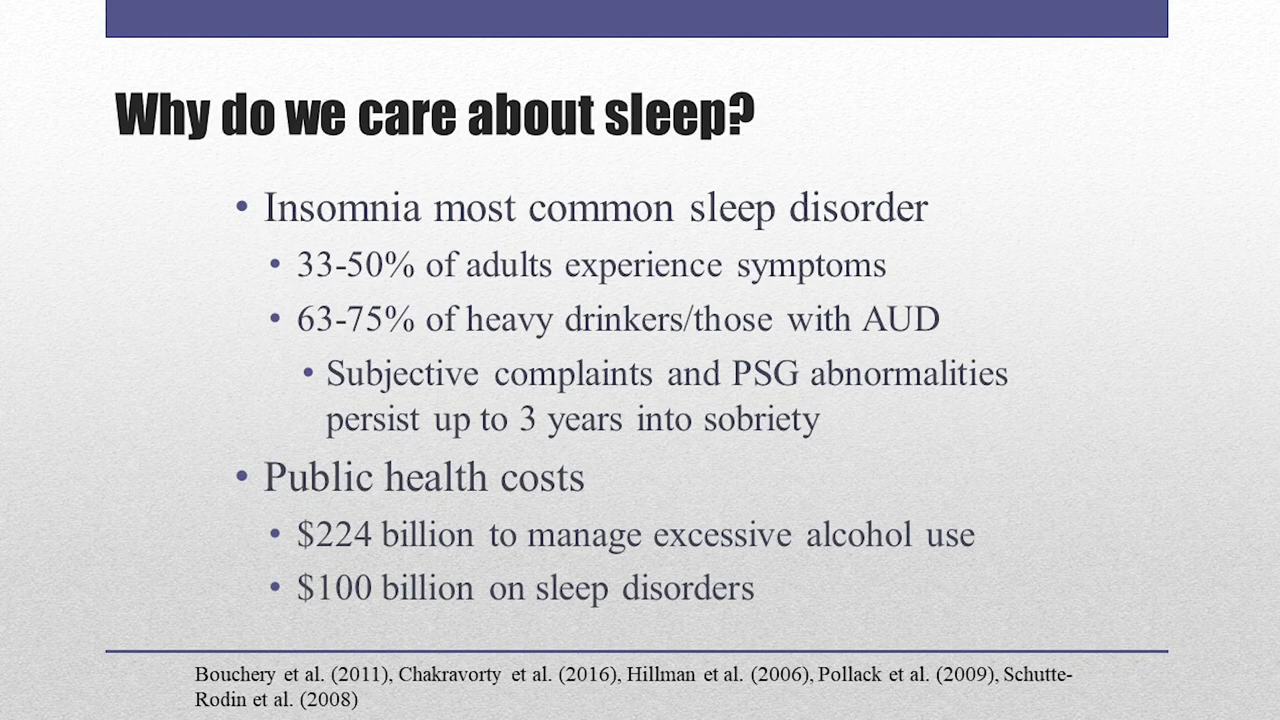 Why do we care about sleep?
• Insomnia most common sleep disorder
• 33-50% of adults experience symptoms
• 63-75% of heavy drinkers/those with AUD
• Subjective complaints and PSG abnormalities
persist up to 3 years into sobriety
• Public health costs
• $224 billion to manage excessive alcohol use
• $100 billion on sleep disorders
Bouchery et al. (2011), Chakravorty et al. (2016), Hillman et al. (2006), Pollack et al. (2009), Schutte-
Rodin et al. (2008)